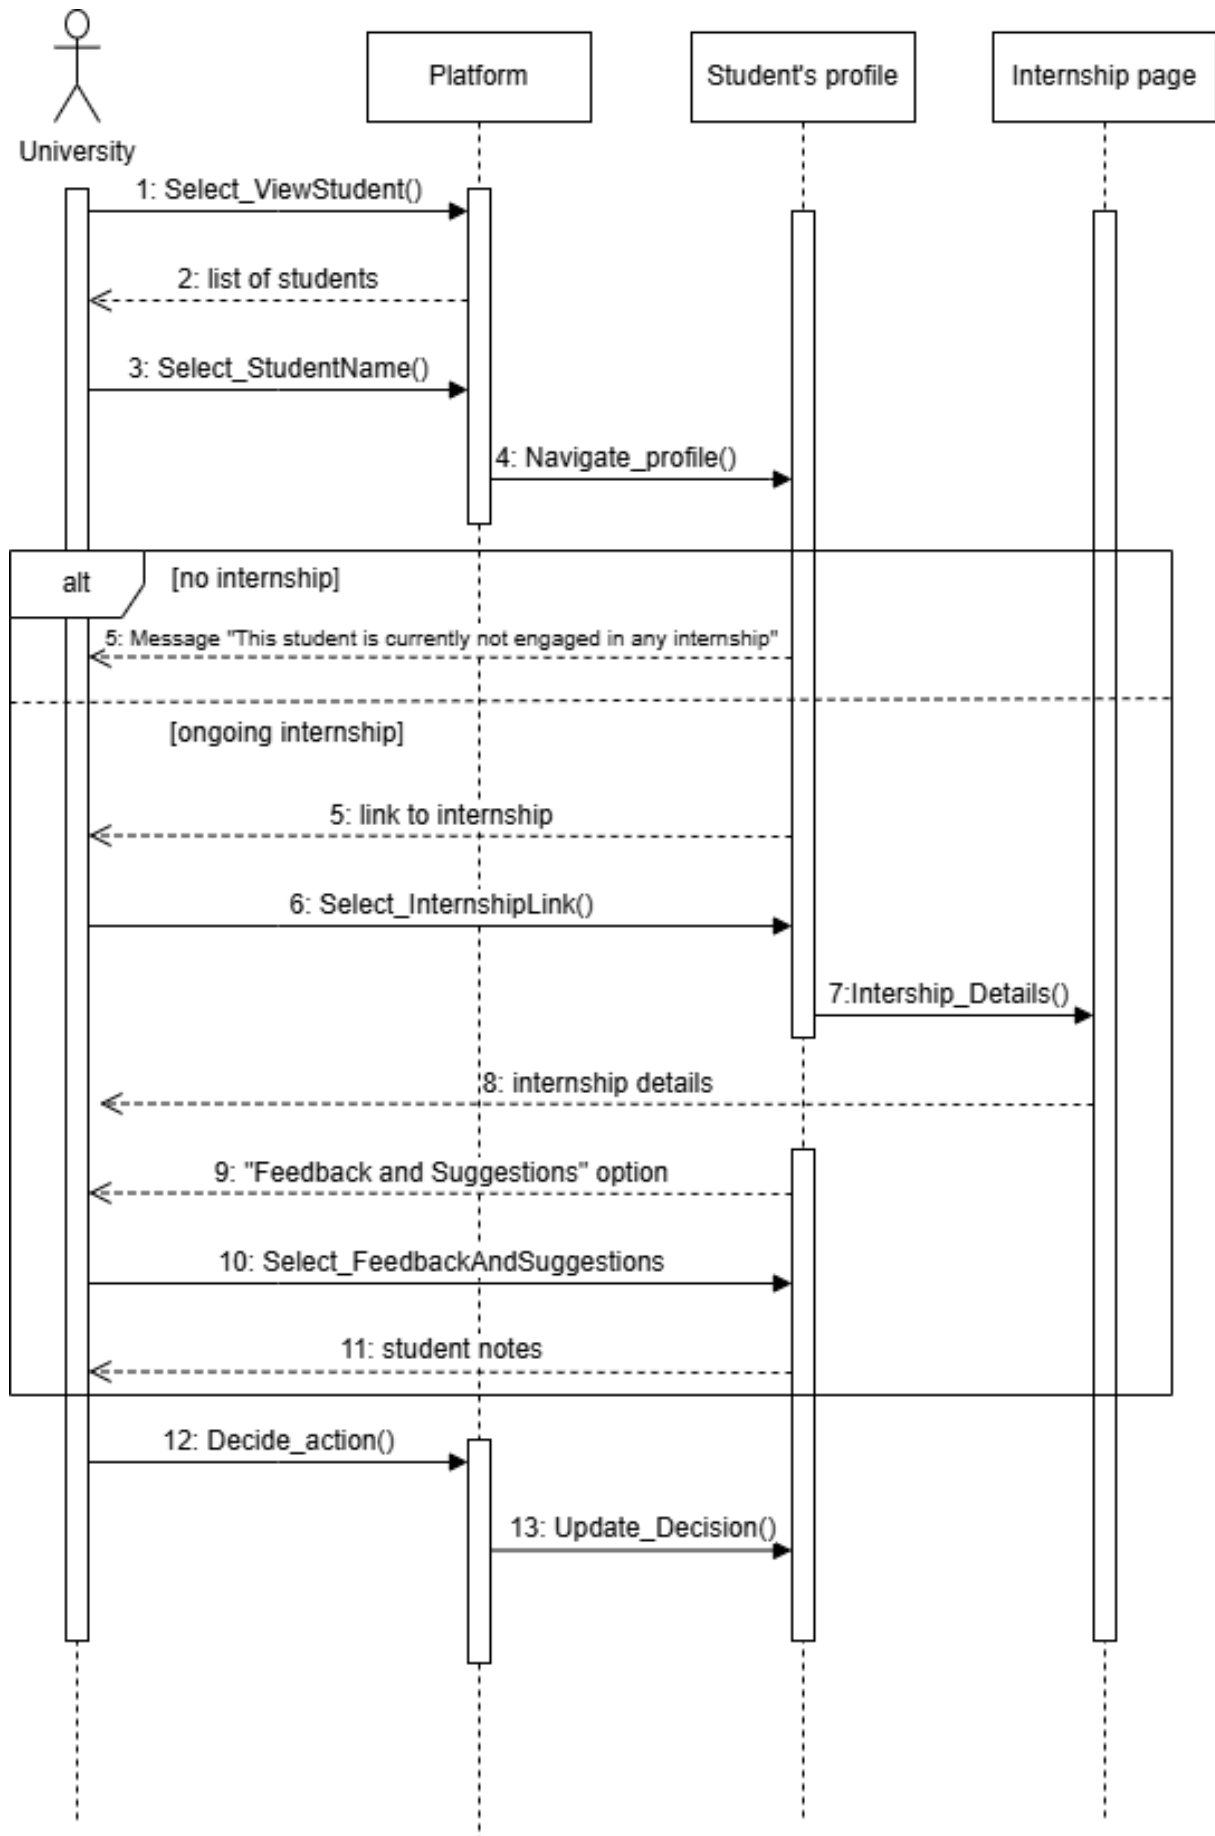 Platform
Student's profile
Internship page
University
1: Select_ViewStudent()
2: list of students
3: Select_StudentName()
4: Navigate_profile()
alt
[no internship]
5: Message "This student is currently not engaged in any internship"
[ongoing internship]
5: link to internship
6: Select_InternshipLink()
7:Intership_Details()
8: internship details
9: "Feedback and Suggestions" option
10: Select_FeedbackAndSuggestions
11: student notes
12: Decide_action()
13: Update_Decision()